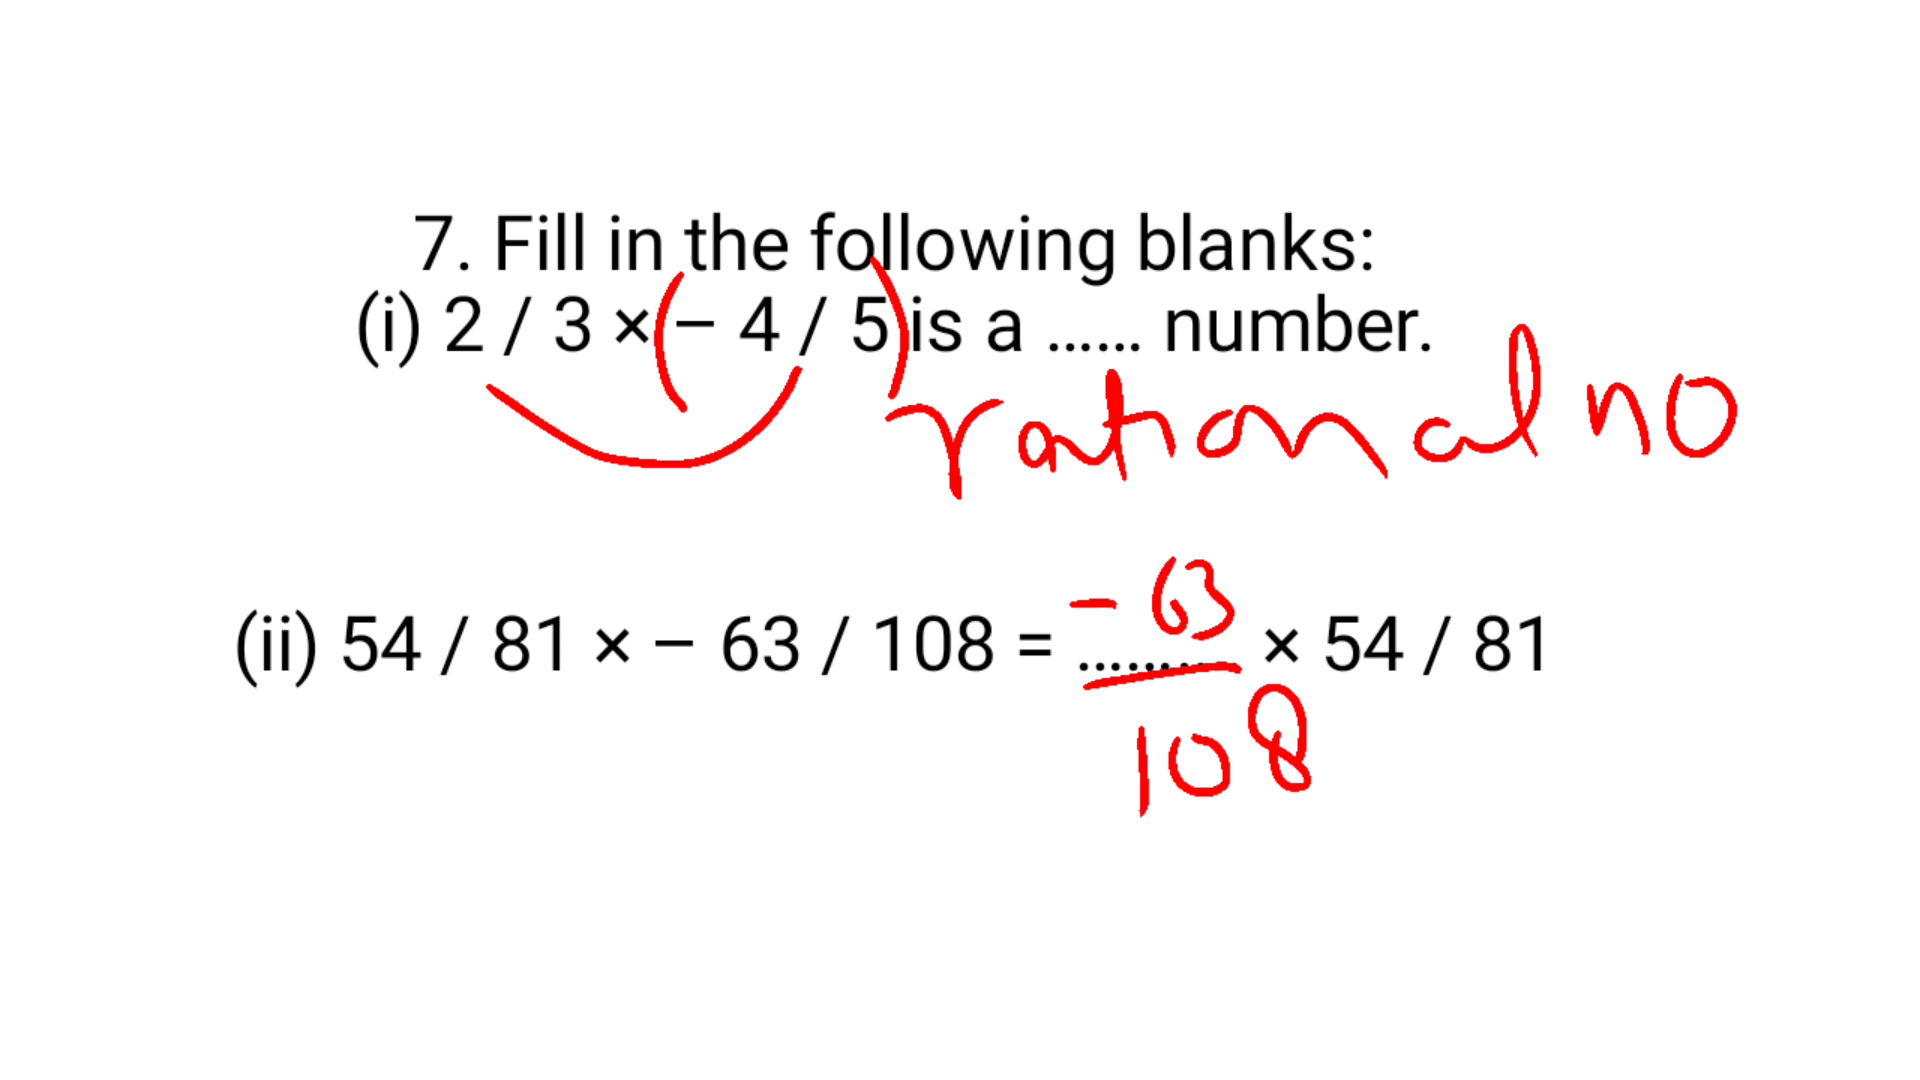 7. Fill in the following blanks:
(i) 2 / 3 × (– 4 / 5) is a ...... number.
rational no
– 63
(ii) 54 / 81 × – 63 / 108 = ......... × 54 / 81
108